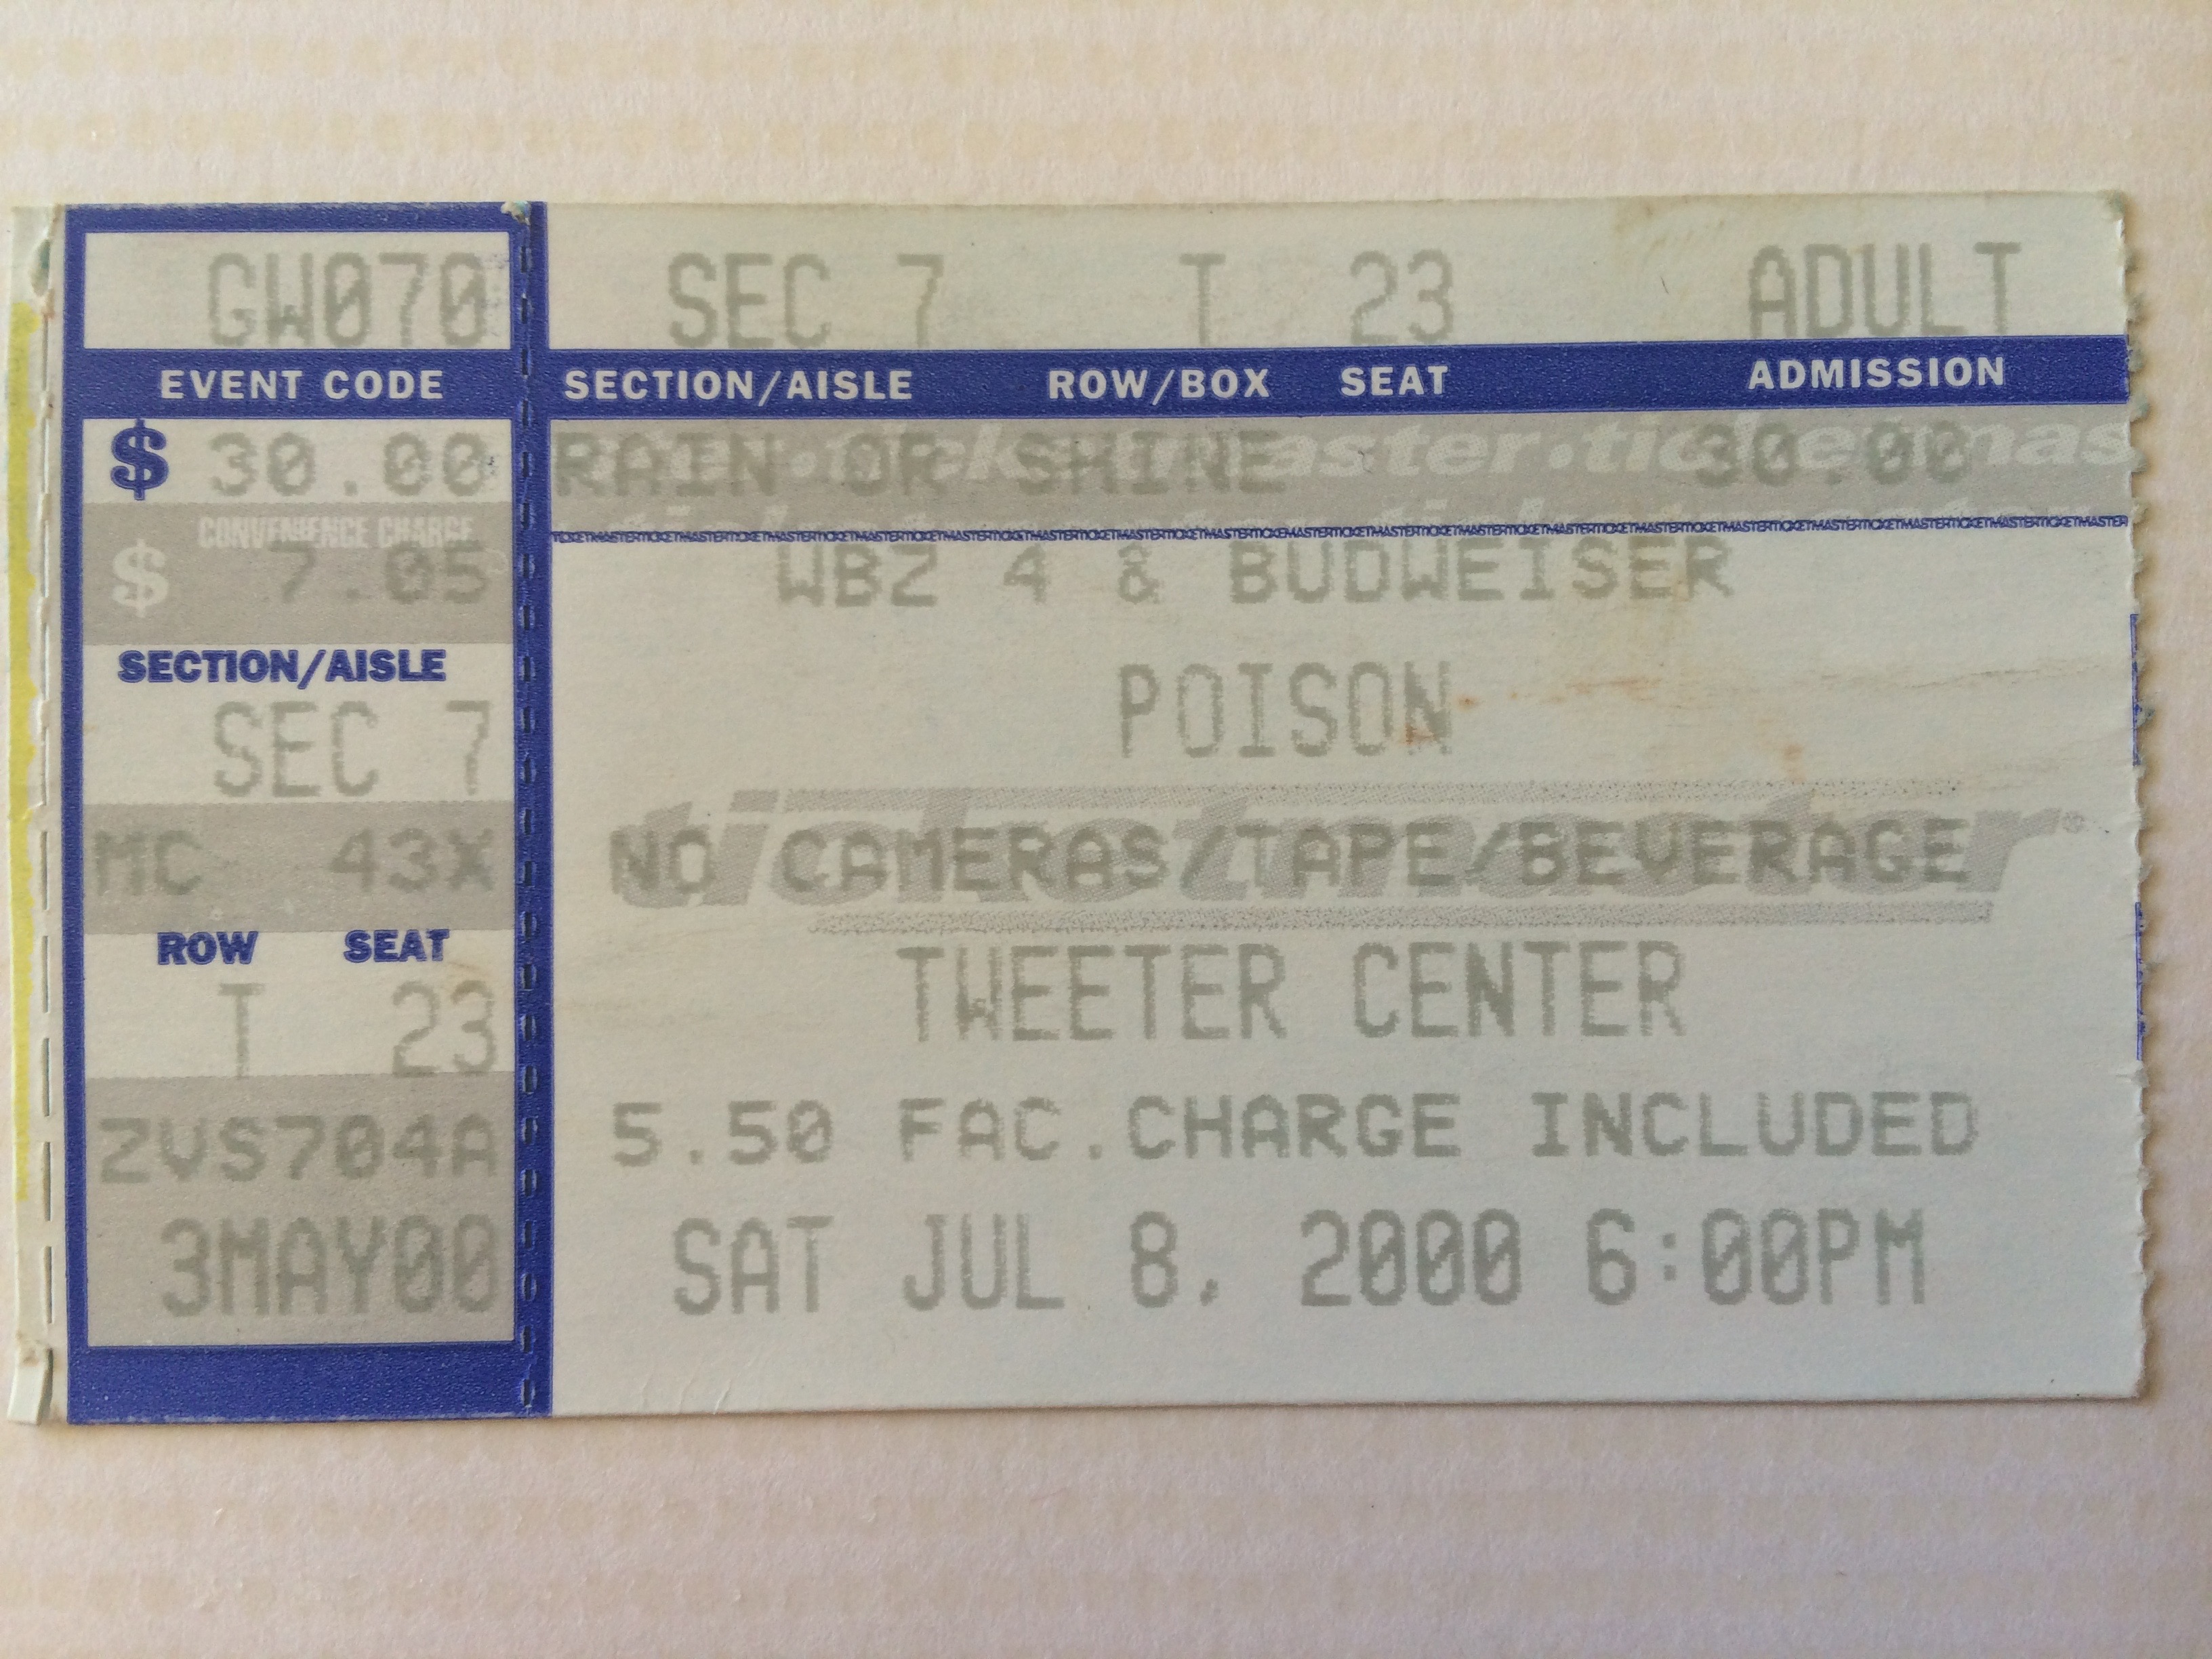 GW070
EVENT CODE
$ 30.00
CONVENIENCE CHARGE
$ 7.05
SECTION/AISLE
SEC 7
MC 43X
ROW SEAT
T 23
ZVS704A
3MAY00
SEC 7 T 23 ADULT
SECTION/AISLE ROW/BOX SEAT ADMISSION
RAIN OR SHINE 30.00
WBZ 4 & BUDWEISER
POISON
ticketmaster
NO CAMERAS/TAPE/BEVERAGE
TWEETER CENTER
5.50 FAC.CHARGE INCLUDED
SAT JUL 8, 2000 6:00PM